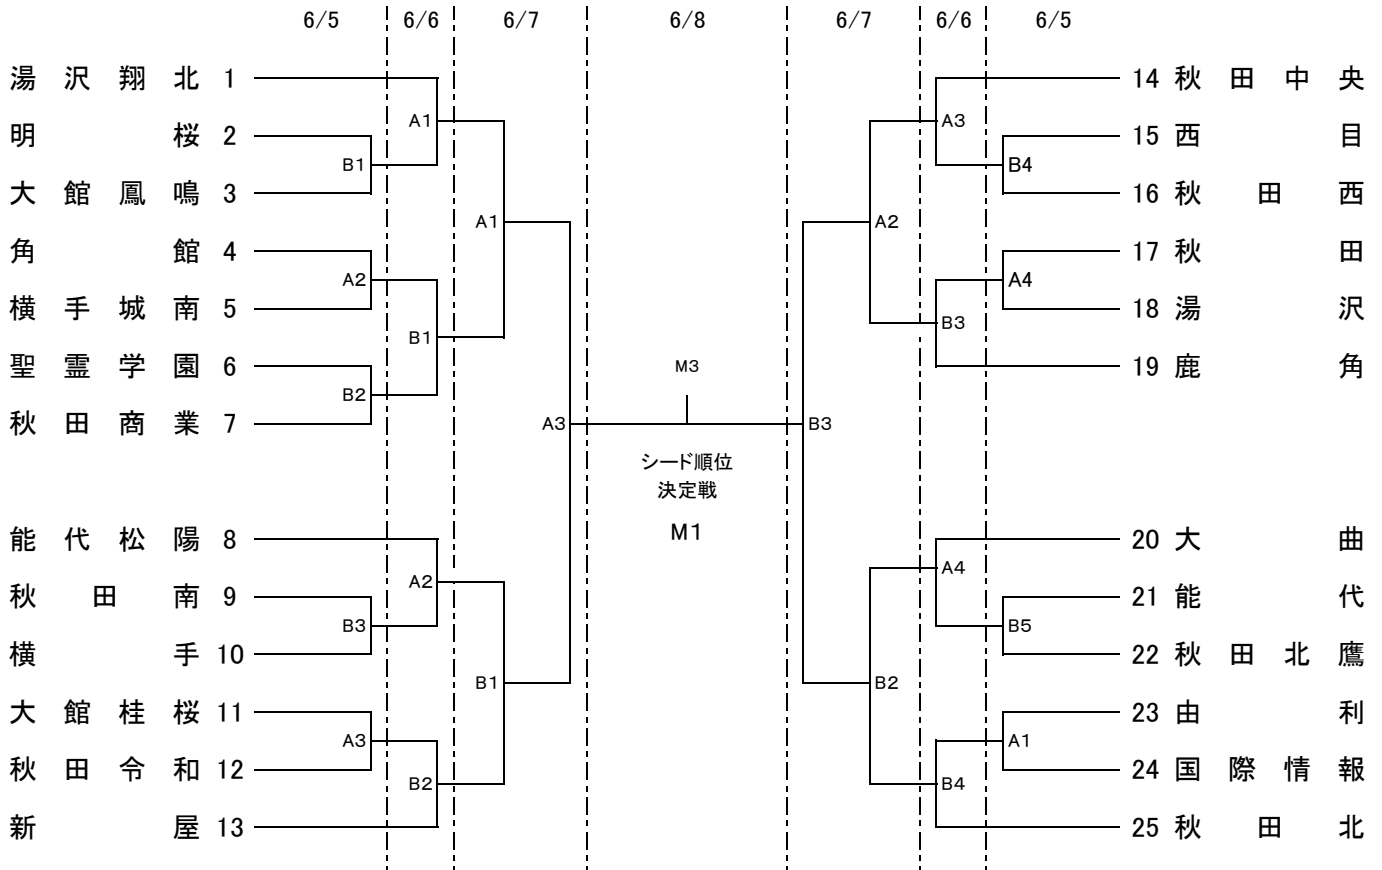 6/5 6/6 6/7 6/8 6/7 6/6 6/5
湯沢翔北 1
明桜 2
大館鳳鳴 3
角館 4
横手城南 5
聖霊学園 6
秋田商業 7
能代松陽 8
秋田南 9
横手 10
大館桂桜 11
秋田令和 12
新屋 13
B1
A2
B2
B3
A3
A1
B1
A2
B2
A1
B1
A3
M3
シード順位
決定戦
M1
B3
A2
B2
A3
B3
A4
B4
B4
A4
B5
A1
14 秋田中央
15 西目
16 秋田西
17 秋田
18 湯沢
19 鹿角
20 大曲
21 能代
22 秋田北鷹
23 由利
24 国際情報
25 秋田北